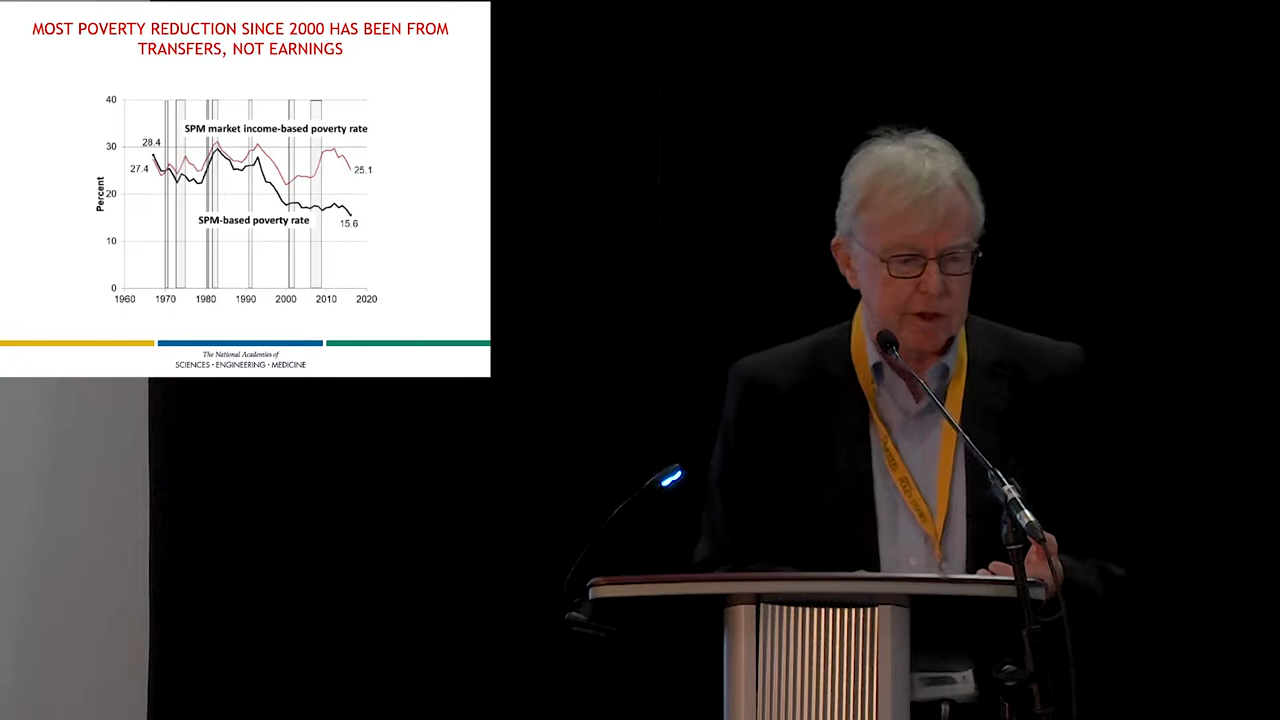 MOST POVERTY REDUCTION SINCE 2000 HAS BEEN FROM
TRANSFERS, NOT EARNINGS
40
SPM market income-based poverty rate
28.4
30
27.4
25.1
Percent
20
SPM-based poverty rate
15.6
10
0
1960 1970 1980 1990 2000 2010 2020
The National Academies of
SCIENCES · ENGINEERING · MEDICINE